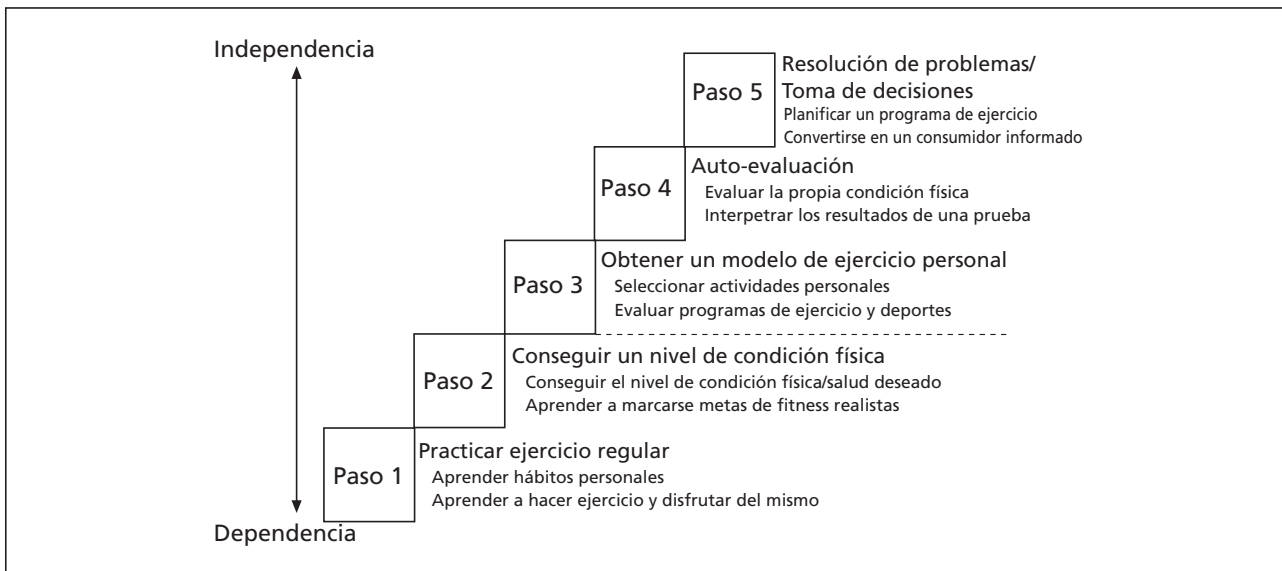 Independencia
Paso 5
Resolución de problemas/
Toma de decisiones
Planificar un programa de ejercicio
Convertirse en un consumidor informado
Paso 4
Auto-evaluación
Evaluar la propia condición física
Interpetrar los resultados de una prueba
Paso 3
Obtener un modelo de ejercicio personal
Seleccionar actividades personales
Evaluar programas de ejercicio y deportes
Paso 2
Conseguir un nivel de condición física
Conseguir el nivel de condición física/salud deseado
Aprender a marcarse metas de fitness realistas
Paso 1
Practicar ejercicio regular
Aprender hábitos personales
Aprender a hacer ejercicio y disfrutar del mismo
Dependencia